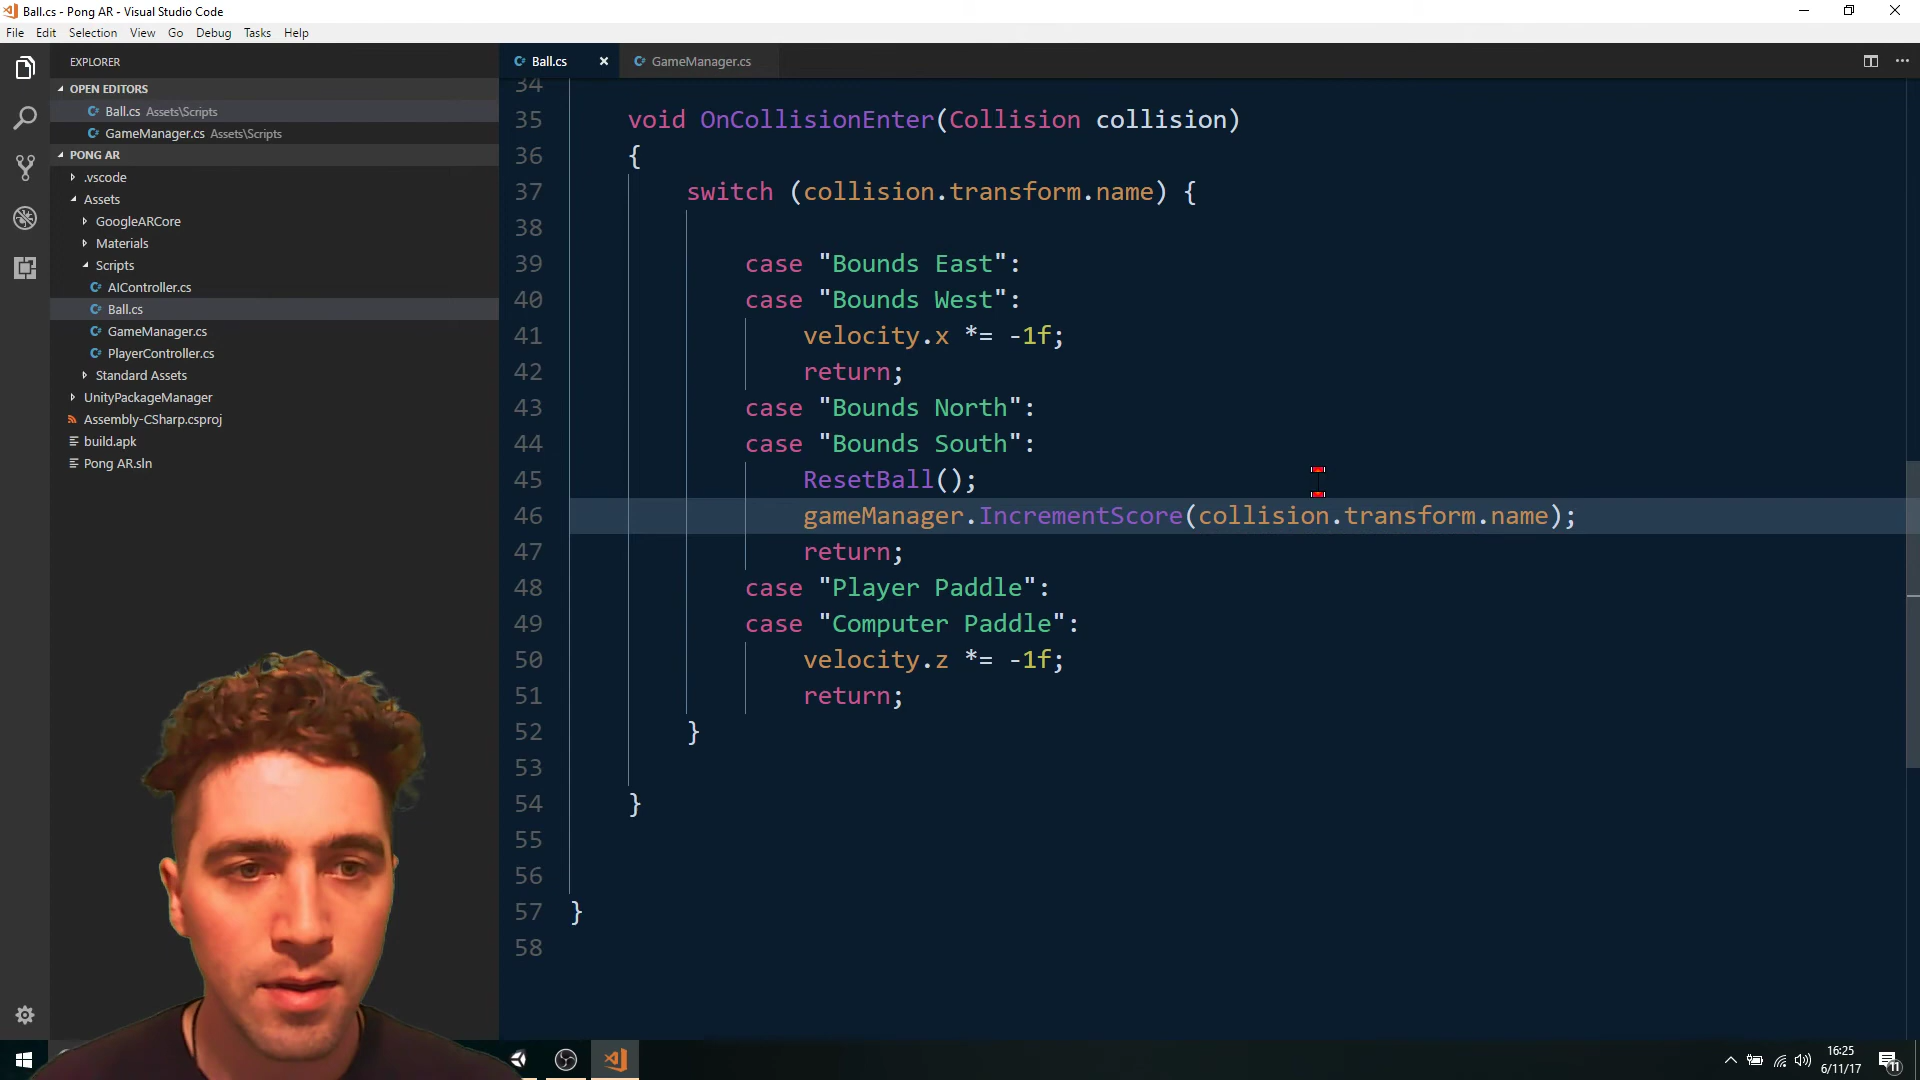 Ball.cs - Pong AR - Visual Studio Code
File Edit Selection View Go Debug Tasks Help
EXPLORER
OPEN EDITORS
Ball.cs Assets\Scripts
GameManager.cs Assets\Scripts
PONG AR
.vscode
Assets
GoogleARCore
Materials
Scripts
AIController.cs
Ball.cs
GameManager.cs
PlayerController.cs
Standard Assets
UnityPackageManager
Assembly-CSharp.csproj
build.apk
Pong AR.sln
Ball.cs GameManager.cs
34
35 void OnCollisionEnter(Collision collision)
36 {
37 switch (collision.transform.name) {
38
39 case "Bounds East":
40 case "Bounds West":
41 velocity.x *= -1f;
42 return;
43 case "Bounds North":
44 case "Bounds South":
45 ResetBall();
46 gameManager.IncrementScore(collision.transform.name);
47 return;
48 case "Player Paddle":
49 case "Computer Paddle":
50 velocity.z *= -1f;
51 return;
52 }
53
54 }
55
56
57 }
58
16:25
6/11/17
11